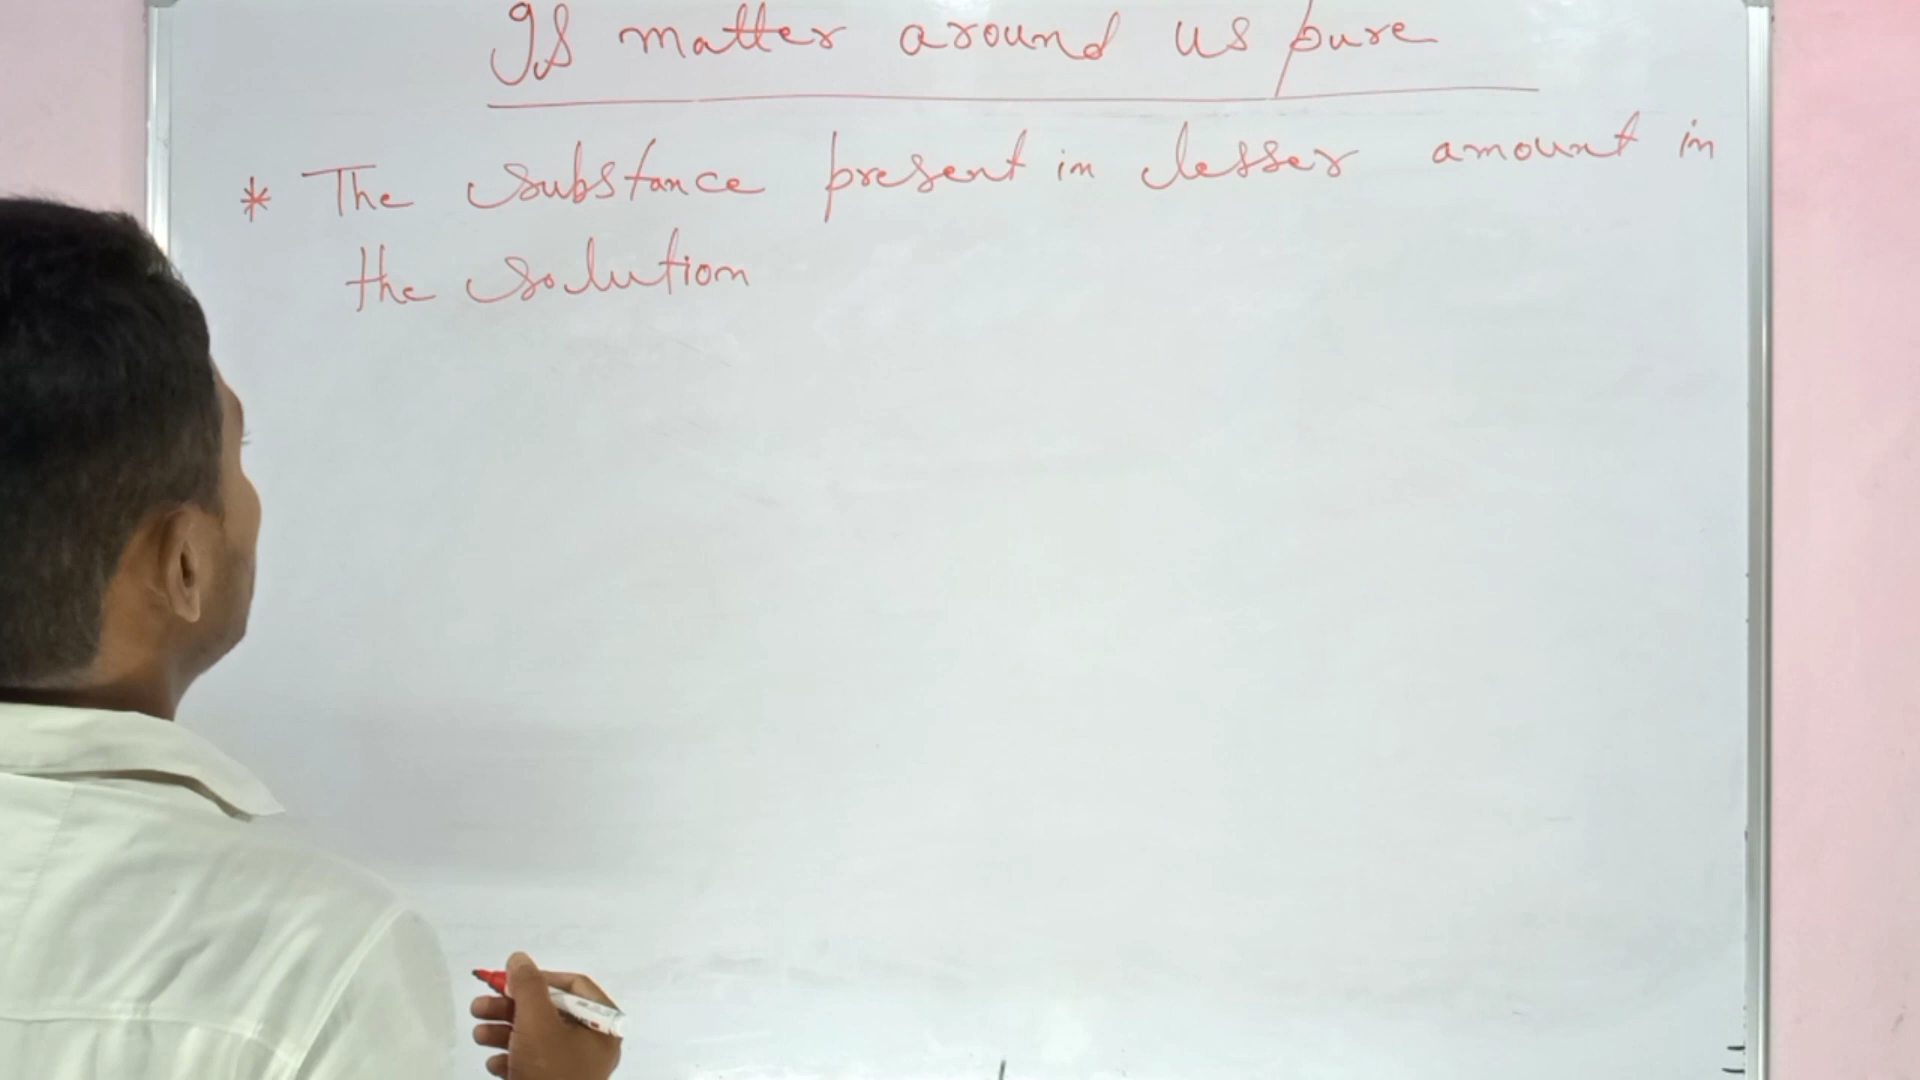 Is matter around us pure
* The substance present in lesser amount in
the solution